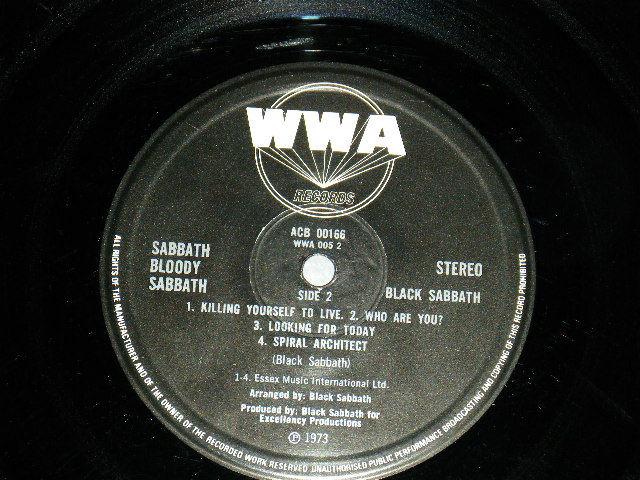 WWA
RECORDS
ACB 00166
WWA 005 2
SABBATH
BLOODY
SABBATH
STEREO
SIDE 2
BLACK SABBATH
1. KILLING YOURSELF TO LIVE. 2. WHO ARE YOU?
3. LOOKING FOR TODAY
4. SPIRAL ARCHITECT
(Black Sabbath)
1-4. Essex Music International Ltd.
Arranged by: Black Sabbath
Produced by: Black Sabbath for
Excellency Productions
℗ 1973
ALL RIGHTS OF THE MANUFACTURER AND OF THE OWNER OF THE RECORDED WORK RESERVED UNAUTHORISED PUBLIC PERFORMANCE BROADCASTING AND COPYING OF THIS RECORD PROHIBITED